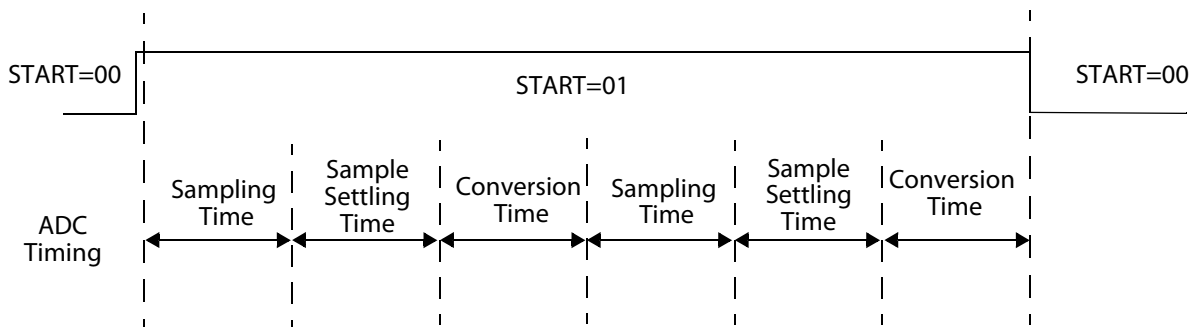 START=00
START=01
START=00
Sampling
Time
Sample
Settling
Time
Conversion
Time
Sampling
Time
Sample
Settling
Time
Conversion
Time
ADC
Timing